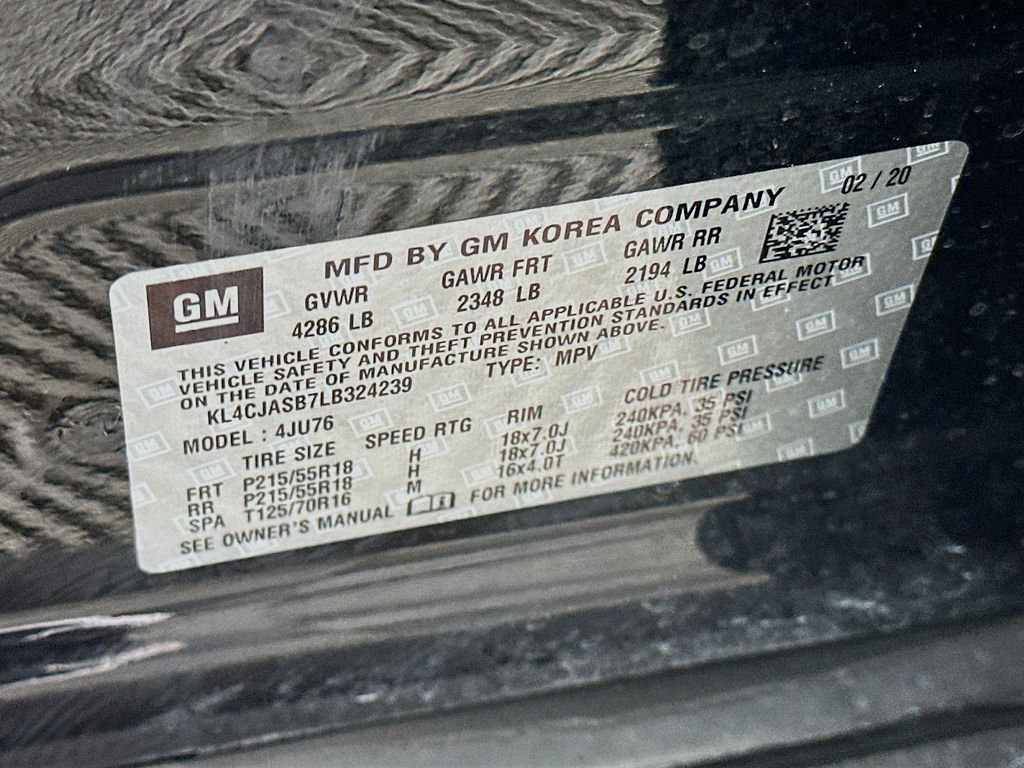 GM
MFD BY GM KOREA COMPANY 02 / 20
GVWR GAWR FRT GAWR RR
4286 LB 2348 LB 2194 LB
THIS VEHICLE CONFORMS TO ALL APPLICABLE U.S. FEDERAL MOTOR
VEHICLE SAFETY AND THEFT PREVENTION STANDARDS IN EFFECT
ON THE DATE OF MANUFACTURE SHOWN ABOVE.
KL4CJASB7LB324239 TYPE: MPV
MODEL : 4JU76
TIRE SIZE SPEED RTG RIM COLD TIRE PRESSURE
FRT P215/55R18 H 18x7.0J 240KPA, 35 PSI
RR P215/55R18 H 18x7.0J 240KPA, 35 PSI
SPA T125/70R16 M 16x4.0T 420KPA, 60 PSI
SEE OWNER'S MANUAL FOR MORE INFORMATION.